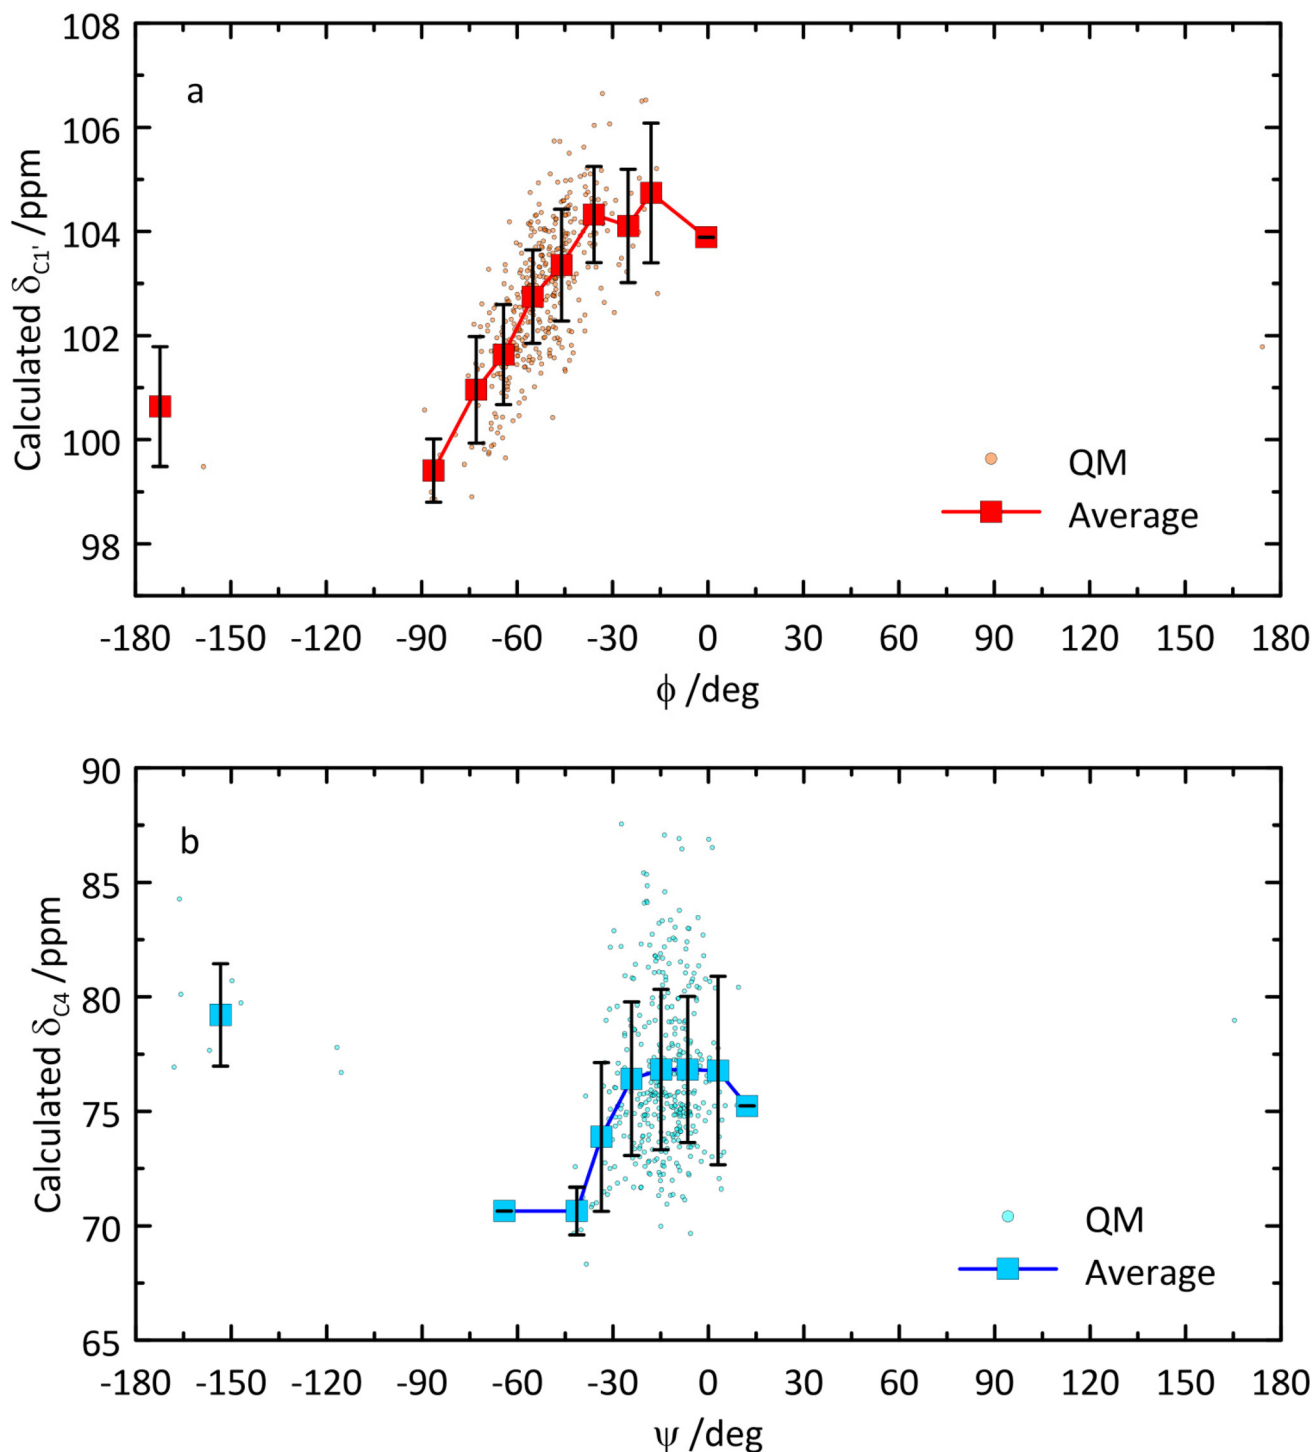 108
106
104
102
100
98
Calculated δC1' /ppm
a
QM
Average
-180 -150 -120 -90 -60 -30 0 30 60 90 120 150 180
ϕ /deg
90
85
80
75
70
65
Calculated δC4 /ppm
b
QM
Average
-180 -150 -120 -90 -60 -30 0 30 60 90 120 150 180
ψ /deg